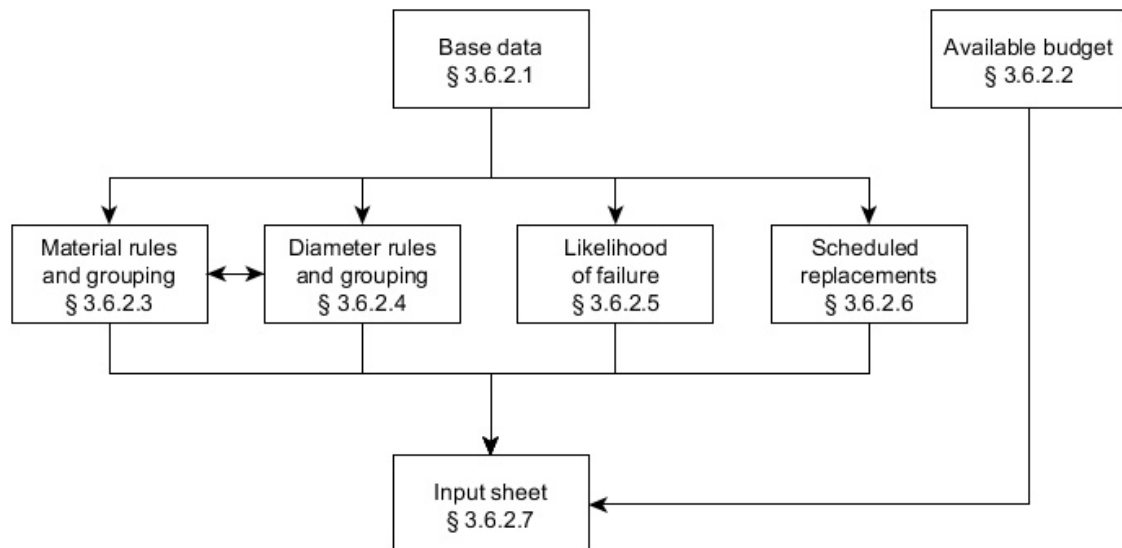 Base data
§ 3.6.2.1
Available budget
§ 3.6.2.2
Material rules
and grouping
§ 3.6.2.3
Diameter rules
and grouping
§ 3.6.2.4
Likelihood
of failure
§ 3.6.2.5
Scheduled
replacements
§ 3.6.2.6
Input sheet
§ 3.6.2.7